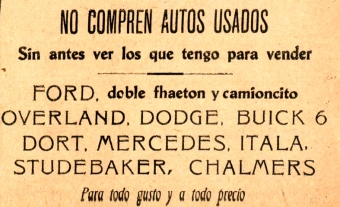 NO COMPREN AUTOS USADOS
Sin antes ver los que tengo para vender
FORD, doble fhaeton y camioncito
OVERLAND, DODGE, BUICK 6
DORT, MERCEDES, ITALA,
STUDEBAKER, CHALMERS
Para todo gusto y a todo precio